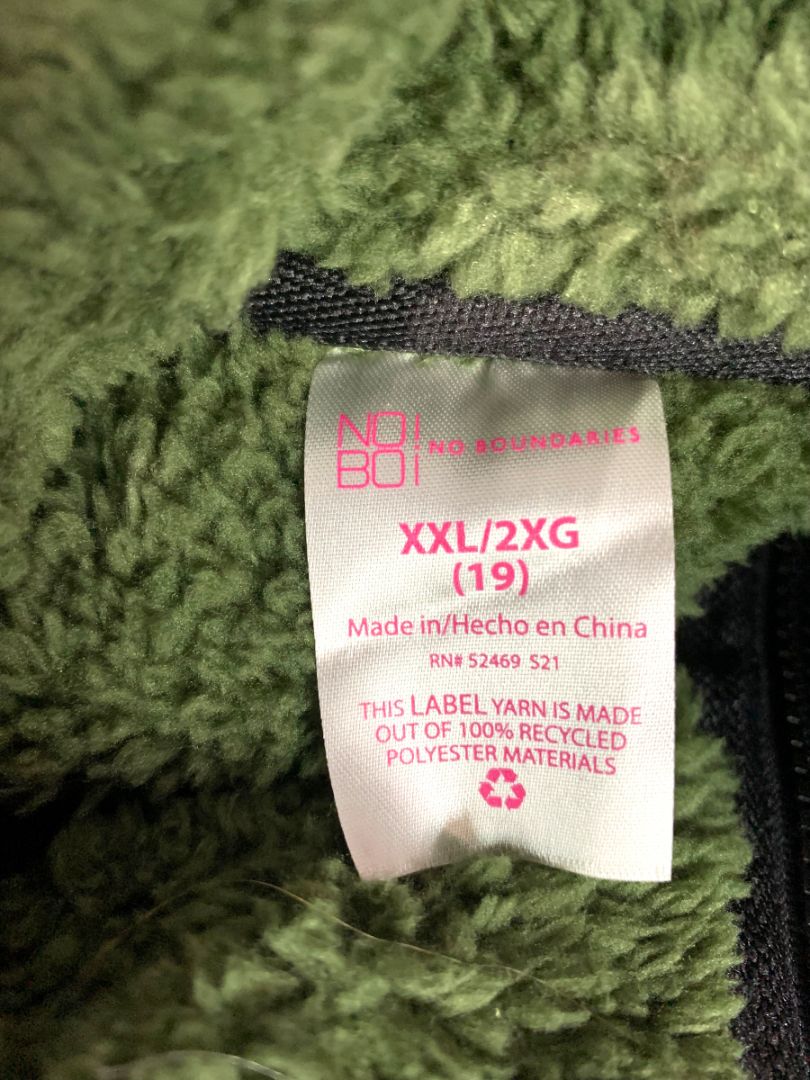 NO!
BO!
NO BOUNDARIES
XXL/2XG
(19)
Made in/Hecho en China
RN# 52469 S21
THIS LABEL YARN IS MADE
OUT OF 100% RECYCLED
POLYESTER MATERIALS